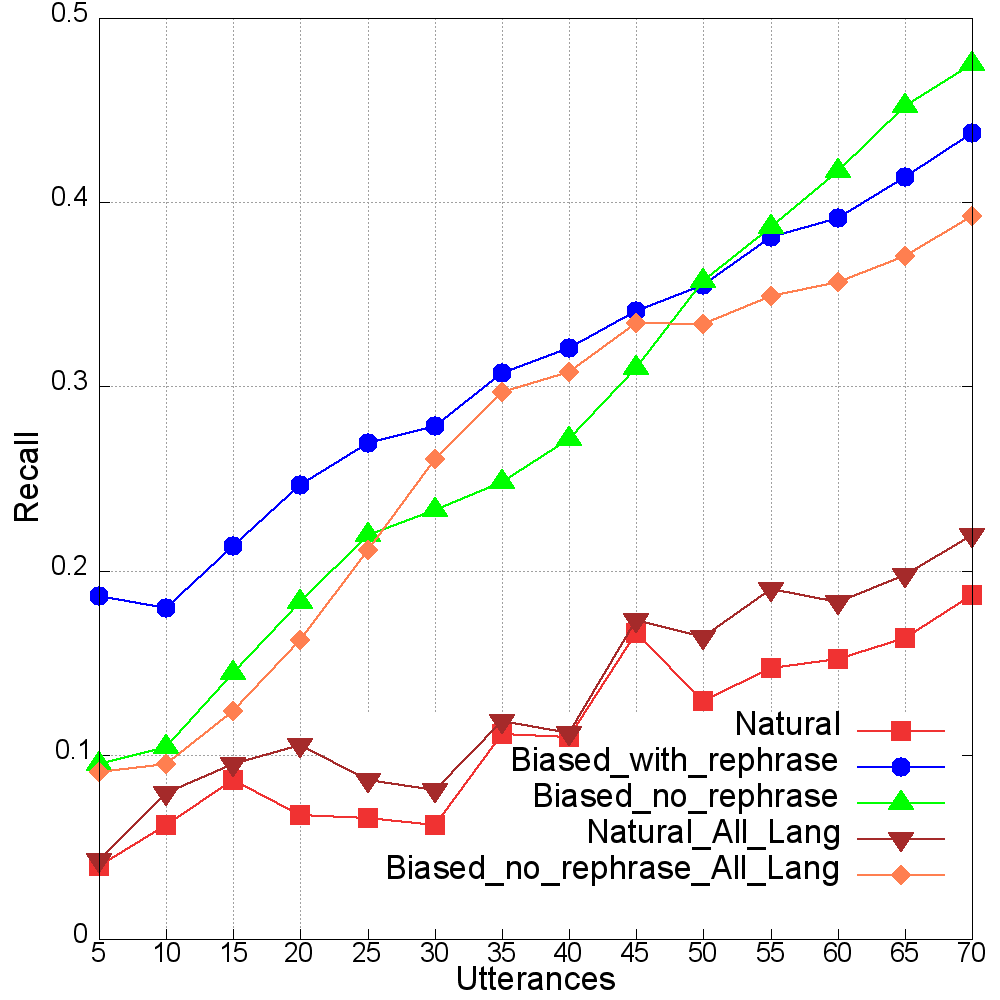 0.5
0.4
0.3
0.2
0.1
0
Recall
Natural
Biased_with_rephrase
Biased_no_rephrase
Natural_All_Lang
Biased_no_rephrase_All_Lang
5 10 15 20 25 30 35 40 45 50 55 60 65 70
Utterances